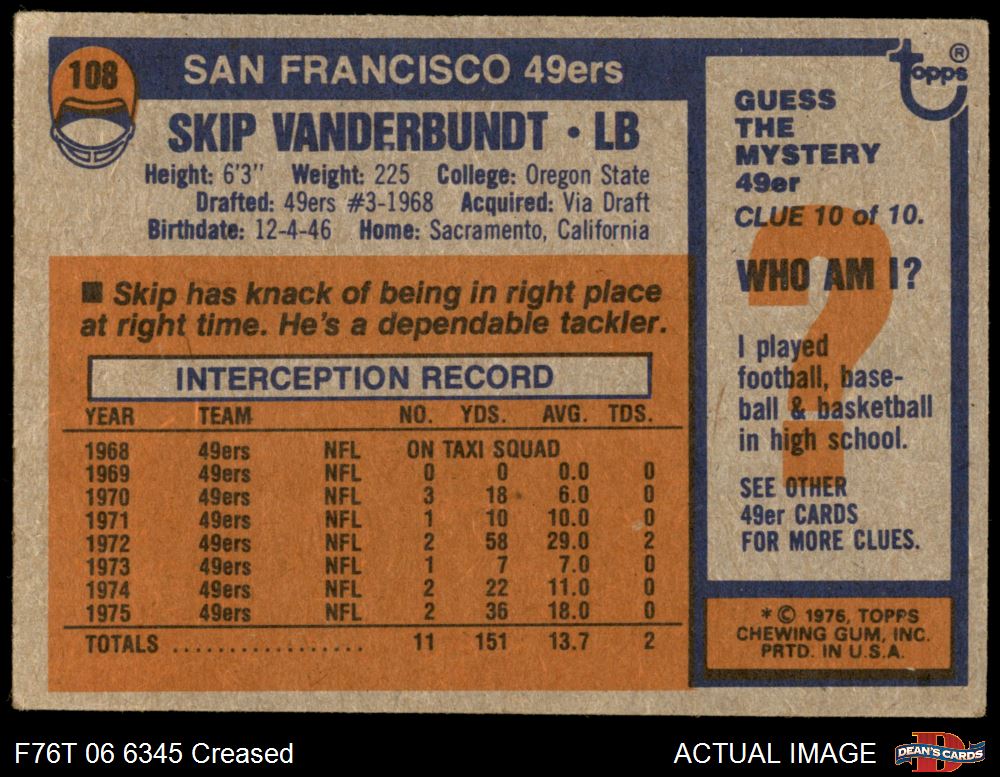 108
SAN FRANCISCO 49ers
SKIP VANDERBUNDT • LB
Height: 6'3" Weight: 225 College: Oregon State
Drafted: 49ers #3-1968 Acquired: Via Draft
Birthdate: 12-4-46 Home: Sacramento, California
■ Skip has knack of being in right place
at right time. He's a dependable tackler.
INTERCEPTION RECORD
YEAR TEAM NO. YDS. AVG. TDS.
1968 49ers NFL ON TAXI SQUAD
1969 49ers NFL 0 0 0.0 0
1970 49ers NFL 3 18 6.0 0
1971 49ers NFL 1 10 10.0 0
1972 49ers NFL 2 58 29.0 2
1973 49ers NFL 1 7 7.0 0
1974 49ers NFL 2 22 11.0 0
1975 49ers NFL 2 36 18.0 0
TOTALS .................. 11 151 13.7 2
topps ®
GUESS
THE
MYSTERY
49er
CLUE 10 of 10.
?
WHO AM I?
I played
football, base-
ball & basketball
in high school.
SEE OTHER
49er CARDS
FOR MORE CLUES.
* © 1976, TOPPS
CHEWING GUM, INC.
PRTD. IN U.S.A.
F76T 06 6345 Creased
ACTUAL IMAGE
DEAN'S CARDS